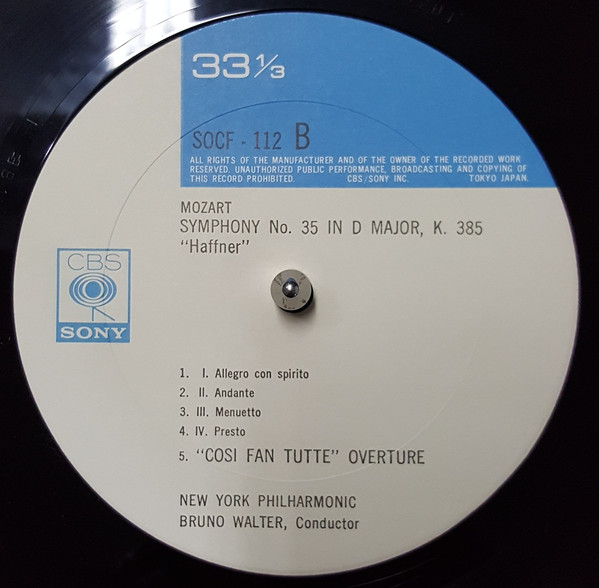 33 1/3
SOCF - 112 B
ALL RIGHTS OF THE MANUFACTURER AND OF THE OWNER OF THE RECORDED WORK
RESERVED. UNAUTHORIZED PUBLIC PERFORMANCE, BROADCASTING AND COPYING OF
THIS RECORD PROHIBITED. CBS/SONY INC. TOKYO JAPAN.
MOZART
SYMPHONY No. 35 IN D MAJOR, K. 385
"Haffner"
CBS
SONY
1. I. Allegro con spirito
2. II. Andante
3. III. Menuetto
4. IV. Presto
5. "COSI FAN TUTTE" OVERTURE
NEW YORK PHILHARMONIC
BRUNO WALTER, Conductor